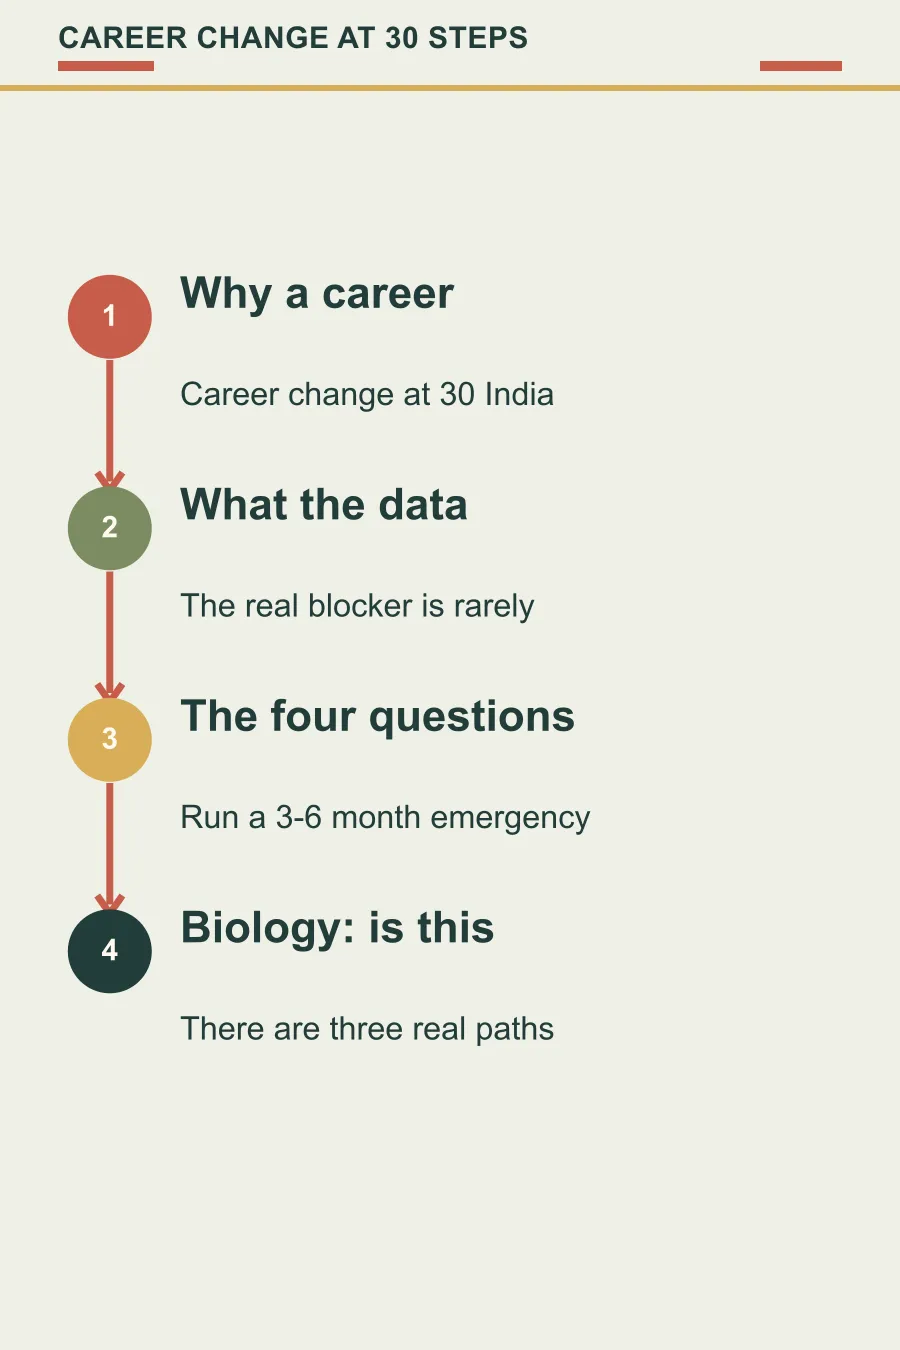 CAREER CHANGE AT 30 STEPS
1
Why a career
Career change at 30 India
2
What the data
The real blocker is rarely
3
The four questions
Run a 3-6 month emergency
4
Biology: is this
There are three real paths